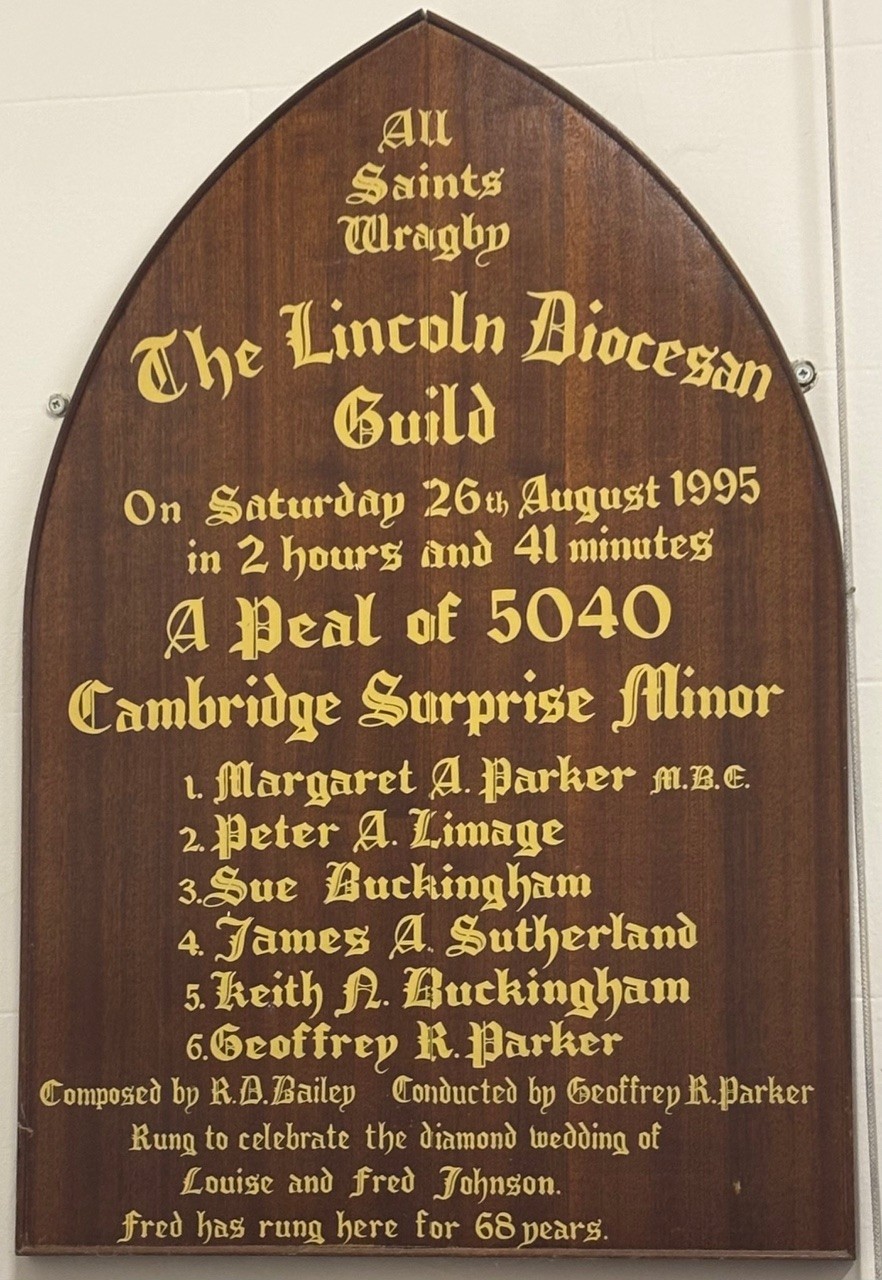 All
Saints
Wragby
The Lincoln Diocesan
Guild
On Saturday 26th August 1995
in 2 hours and 41 minutes
A Peal of 5040
Cambridge Surprise Minor
1. Margaret A. Parker M.B.E.
2. Peter A. Limage
3. Sue Buckingham
4. James A. Sutherland
5. Keith N. Buckingham
6. Geoffrey R. Parker
Composed by R.D. Bailey Conducted by Geoffrey R. Parker
Rung to celebrate the diamond wedding of
Louise and Fred Johnson.
Fred has rung here for 68 years.